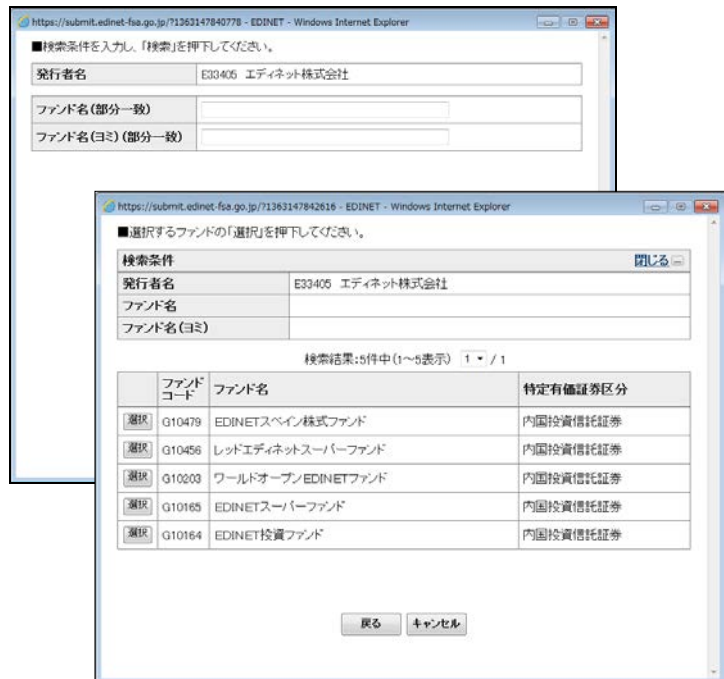 https://submit.edinet-fsa.go.jp/?1363147840778 - EDINET - Windows Internet Explorer
■検索条件を入力し、「検索」を押下してください。
発行者名 E33405 エディネット株式会社
ファンド名(部分一致)
ファンド名(ヨミ)(部分一致)
https://submit.edinet-fsa.go.jp/?1363147842616 - EDINET - Windows Internet Explorer
■選択するファンドの「選択」を押下してください。
検索条件 閉じる
発行者名 E33405 エディネット株式会社
ファンド名
ファンド名(ヨミ)
検索結果:5件中(1~5表示) 1 / 1
ファンド
コード ファンド名 特定有価証券区分
選択 G10479 EDINETスペイン株式ファンド 内国投資信託証券
選択 G10456 レッドエディネットスーパーファンド 内国投資信託証券
選択 G10203 ワールドオープンEDINETファンド 内国投資信託証券
選択 G10165 EDINETスーパーファンド 内国投資信託証券
選択 G10164 EDINET投資ファンド 内国投資信託証券
戻る キャンセル